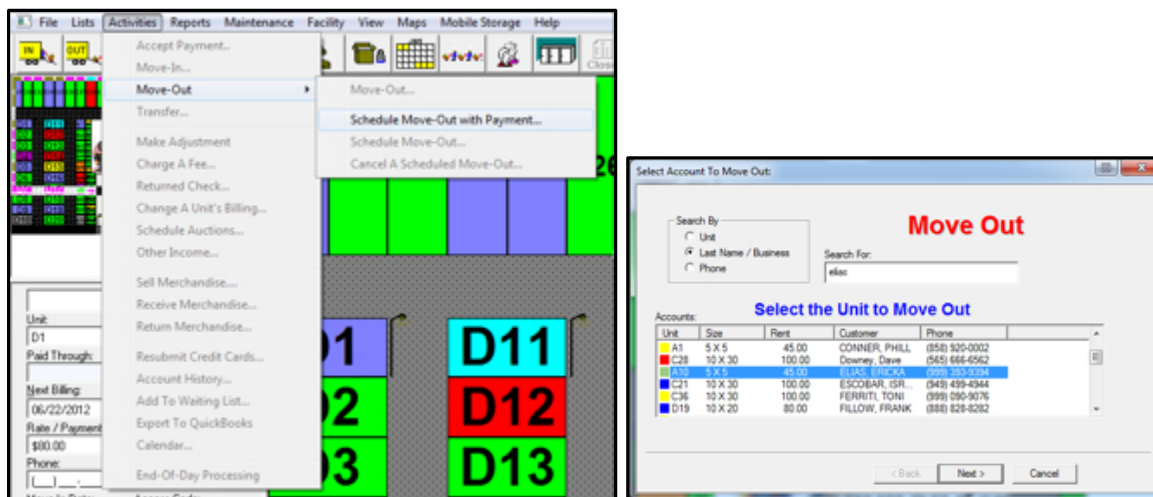 File Lists Activities Reports Maintenance Facility View Maps Mobile Storage Help
IN OUT
Accept Payment...
Move-In...
Move-Out
Transfer...
Make Adjustment
Charge A Fee...
Returned Check...
Change A Unit's Billing...
Schedule Auctions...
Other Income...
Sell Merchandise...
Receive Merchandise...
Return Merchandise...
Resubmit Credit Cards...
Account History...
Add To Waiting List...
Export To QuickBooks
Calendar...
End-Of-Day Processing
Move-Out...
Schedule Move-Out with Payment...
Schedule Move-Out...
Cancel A Scheduled Move-Out...
Unit:
D1
Paid Through:
Next Billing:
06/22/2012
Rate / Payment
$80.00
Phone:
(___)___-
D11
D12
D13
Select Account To Move Out:
Search By
Unit
Last Name / Business
Phone
Move Out
Search For:
elias
Select the Unit to Move Out
Accounts:
Unit Size Rent Customer Phone
A1 5 X 5 45.00 CONNER, PHILL (858) 920-0002
C28 10 X 30 100.00 Downey, Dave (565) 666-6562
A10 5 X 5 45.00 ELIAS, ERICKA (999) 393-9394
C21 10 X 30 100.00 ESCOBAR, ISR... (949) 499-4944
C36 10 X 30 100.00 FERRITI, TONI (999) 090-9076
D19 10 X 20 80.00 FILLOW, FRANK (888) 828-8282
< Back Next > Cancel